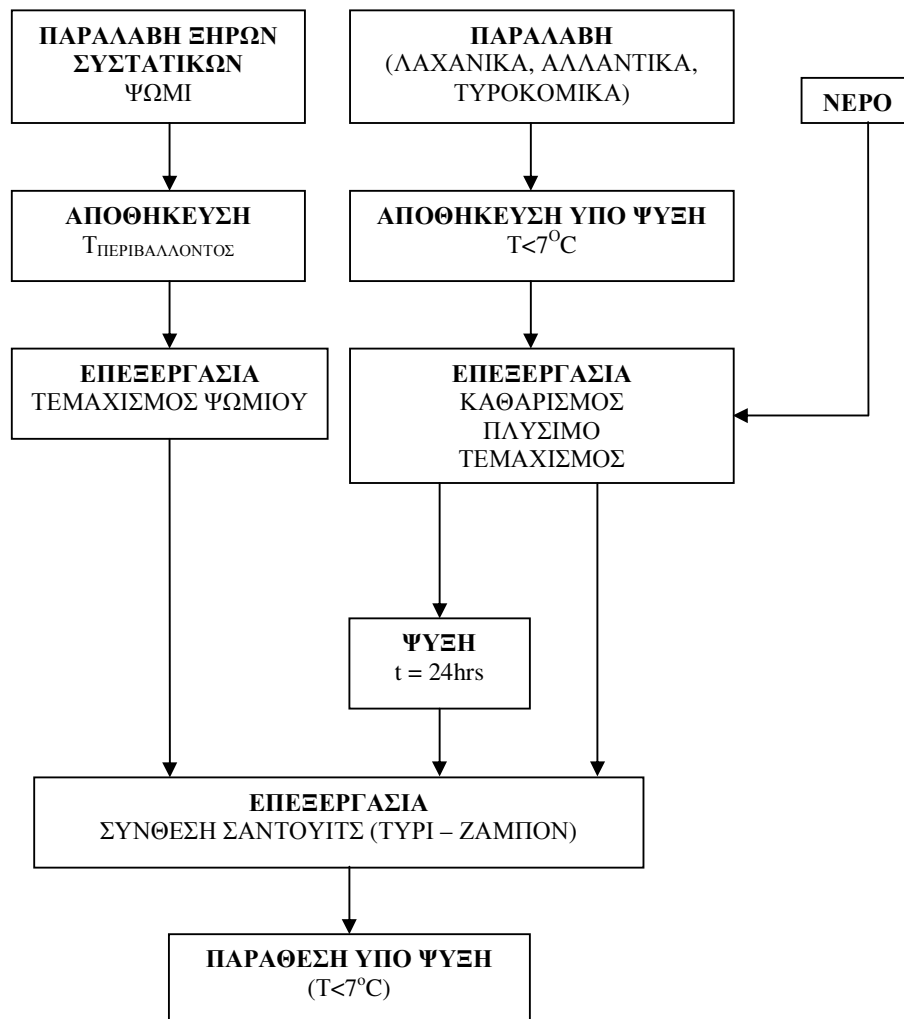 ΠΑΡΑΛΑΒΗ ΞΗΡΩΝ
ΣΥΣΤΑΤΙΚΩΝ
ΨΩΜΙ
ΠΑΡΑΛΑΒΗ
(ΛΑΧΑΝΙΚΑ, ΑΛΛΑΝΤΙΚΑ,
ΤΥΡΟΚΟΜΙΚΑ)
ΝΕΡΟ
ΑΠΟΘΗΚΕΥΣΗ
ΤΠΕΡΙΒΑΛΛΟΝΤΟΣ
ΑΠΟΘΗΚΕΥΣΗ ΥΠΟ ΨΥΞΗ
T<7OC
ΕΠΕΞΕΡΓΑΣΙΑ
ΤΕΜΑΧΙΣΜΟΣ ΨΩΜΙΟΥ
ΕΠΕΞΕΡΓΑΣΙΑ
ΚΑΘΑΡΙΣΜΟΣ
ΠΛΥΣΙΜΟ
ΤΕΜΑΧΙΣΜΟΣ
ΨΥΞΗ
t = 24hrs
ΕΠΕΞΕΡΓΑΣΙΑ
ΣΥΝΘΕΣΗ ΣΑΝΤΟΥΙΤΣ (ΤΥΡΙ – ΖΑΜΠΟΝ)
ΠΑΡΑΘΕΣΗ ΥΠΟ ΨΥΞΗ
(T<7oC)